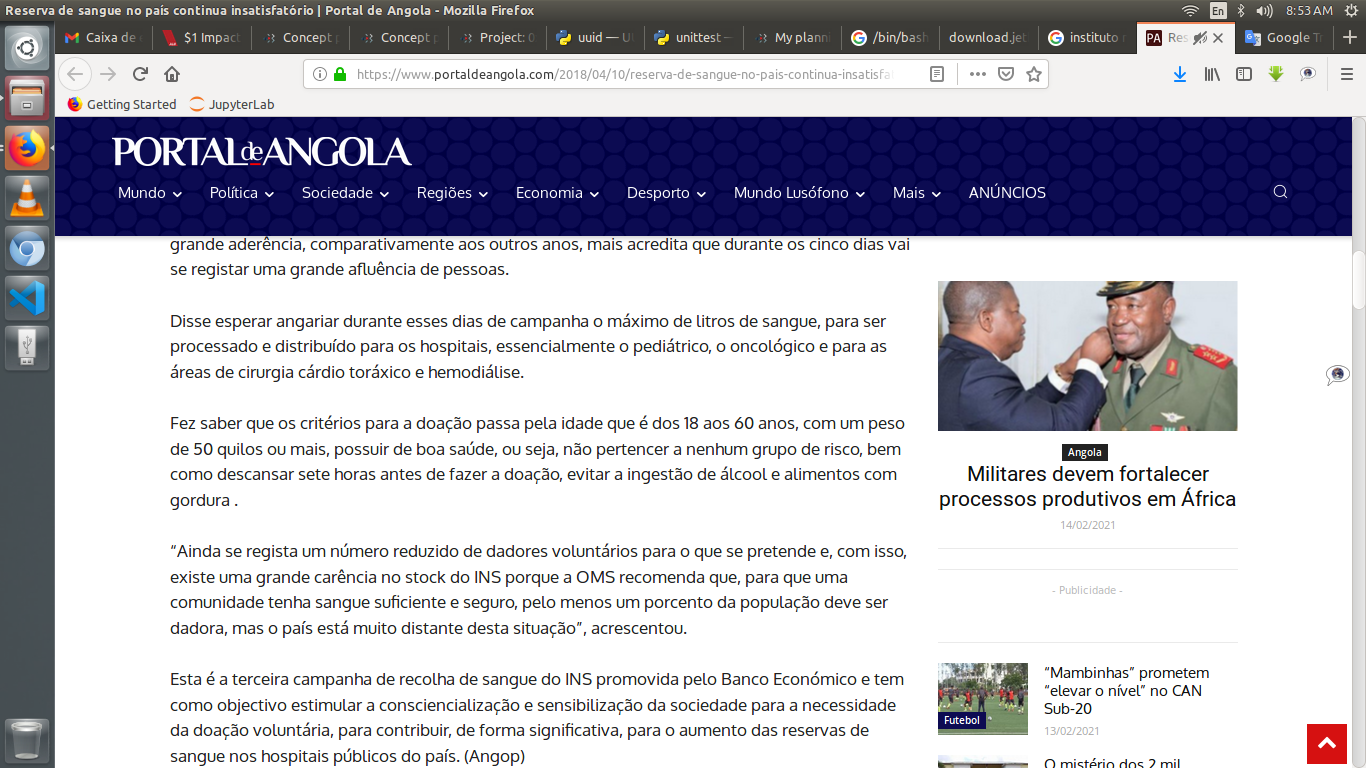 Reserva de sangue no país continua insatisfatório | Portal de Angola - Mozilla Firefox
En
8:53 AM
Caixa de
$1 Impact
Concept
Concept
Project:
uuid —
unittest —
My plann
/bin/bash
download.jet
instituto
PA
Res
Google Tr
https://www.portaldeangola.com/2018/04/10/reserva-de-sangue-no-pais-continua-insatisfa
Getting Started
JupyterLab
PORTAL de ANGOLA
Mundo
Política
Sociedade
Regiões
Economia
Desporto
Mundo Lusófono
Mais
ANÚNCIOS
grande aderência, comparativamente aos outros anos, mais acredita que durante os cinco dias vai
se registar uma grande afluência de pessoas.
Disse esperar angariar durante esses dias de campanha o máximo de litros de sangue, para ser
processado e distribuído para os hospitais, essencialmente o pediátrico, o oncológico e para as
áreas de cirurgia cárdio toráxico e hemodiálise.
Fez saber que os critérios para a doação passa pela idade que é dos 18 aos 60 anos, com um peso
de 50 quilos ou mais, possuir de boa saúde, ou seja, não pertencer a nenhum grupo de risco, bem
como descansar sete horas antes de fazer a doação, evitar a ingestão de álcool e alimentos com
gordura .
“Ainda se regista um número reduzido de dadores voluntários para o que se pretende e, com isso,
existe uma grande carência no stock do INS porque a OMS recomenda que, para que uma
comunidade tenha sangue suficiente e seguro, pelo menos um porcento da população deve ser
dadora, mas o país está muito distante desta situação”, acrescentou.
Esta é a terceira campanha de recolha de sangue do INS promovida pelo Banco Económico e tem
como objectivo estimular a consciencialização e sensibilização da sociedade para a necessidade
da doação voluntária, para contribuir, de forma significativa, para o aumento das reservas de
sangue nos hospitais públicos do país. (Angop)
Angola
Militares devem fortalecer
processos produtivos em África
14/02/2021
- Publicidade -
Futebol
“Mambinhas” prometem
“elevar o nível” no CAN
Sub-20
13/02/2021
O mistério dos 2 mil